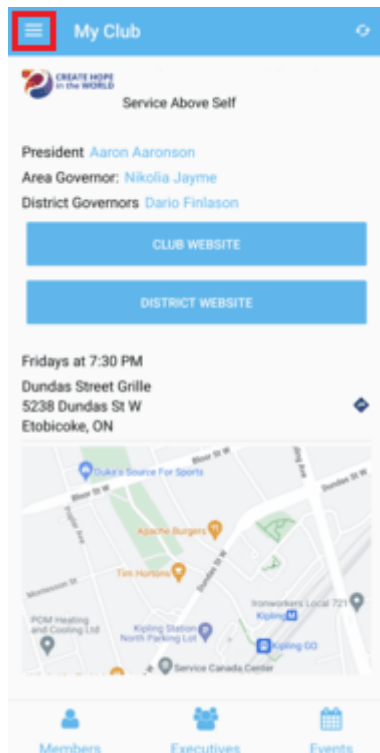 My Club
CREATE HOPE
in the WORLD
Service Above Self
President Aaron Aaronson
Area Governor: Nikolia Jayme
District Governors Dario Finlason
CLUB WEBSITE
DISTRICT WEBSITE
Fridays at 7:30 PM
Dundas Street Grille
5238 Dundas St W
Etobicoke, ON
Bloor St W
Duke's Source For Sports
Bloor St W
Dundas St W
Poplar Ave
Apache Burgers
Tim Hortons
Dundas St W
Montesson St
Ironworkers Local 721
Kipling
POM Heating
and Cooling Ltd
Kipling Station
North Parking Lot
Kipling GO
Service Canada Center
Members
Executives
Events